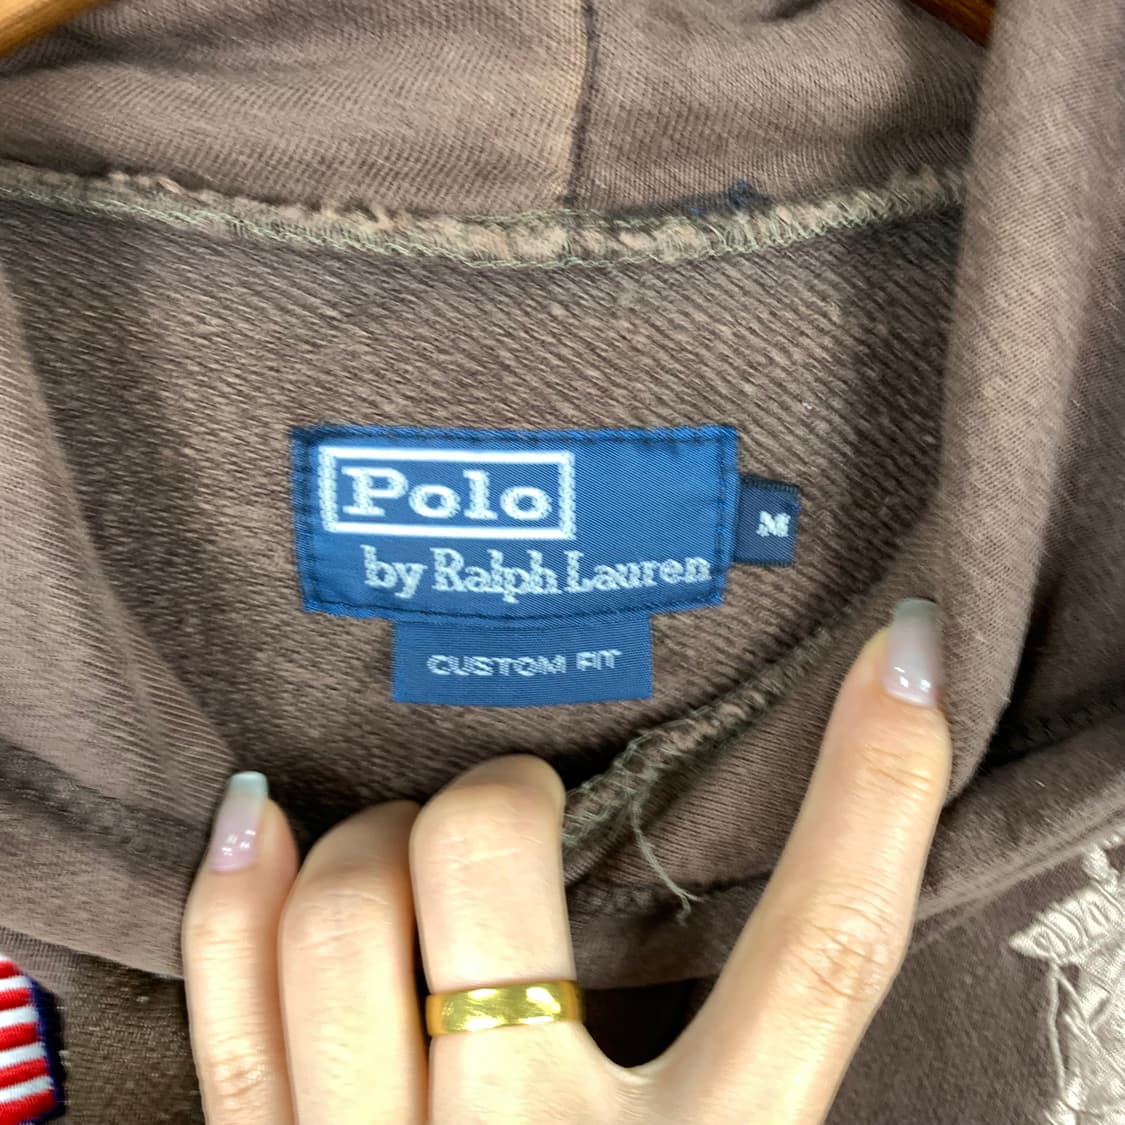 Polo
by Ralph Lauren
M
CUSTOM FIT